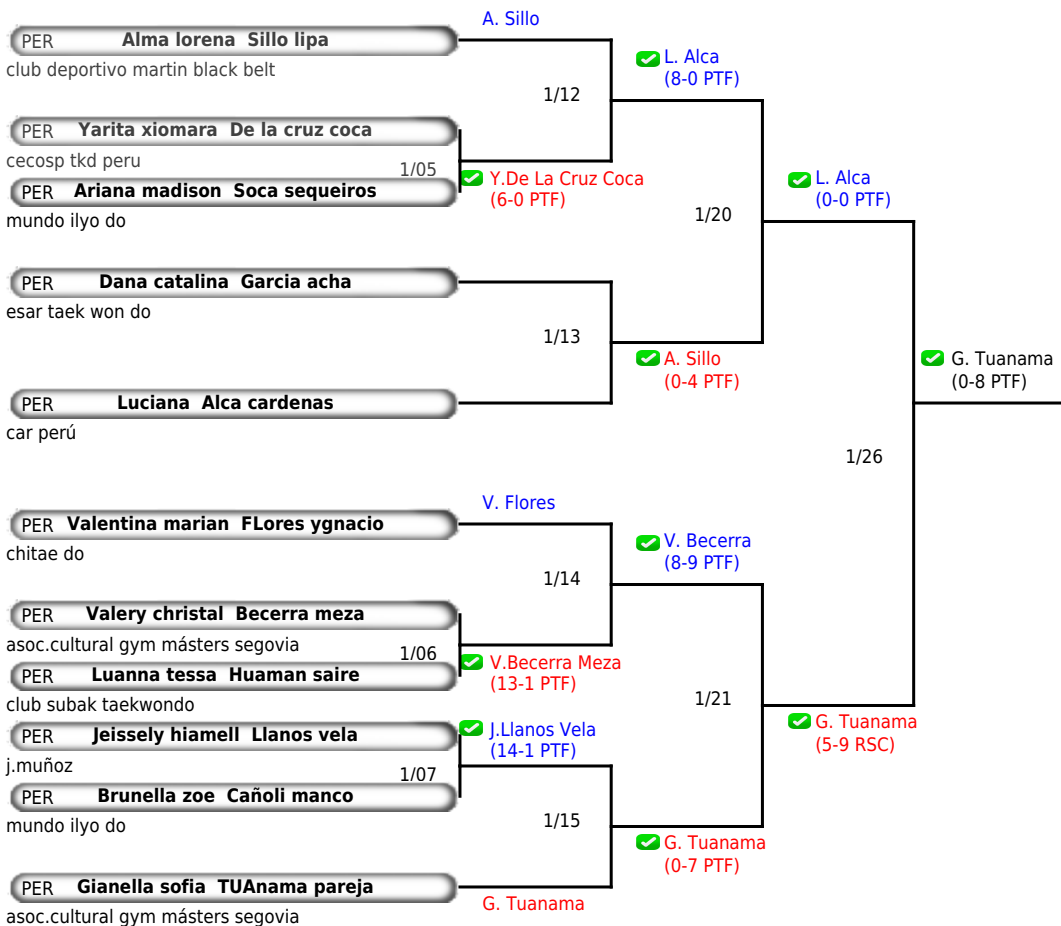 A. Sillo
PER Alma lorena Sillo lipa
club deportivo martin black belt
L. Alca
(8-0 PTF)
1/12
PER Yarita xiomara De la cruz coca
cecosp tkd peru
1/05
Y.De La Cruz Coca
(6-0 PTF)
PER Ariana madison Soca sequeiros
mundo ilyo do
L. Alca
(0-0 PTF)
1/20
PER Dana catalina Garcia acha
esar taek won do
1/13
A. Sillo
(0-4 PTF)
G. Tuanama
(0-8 PTF)
PER Luciana Alca cardenas
car perú
1/26
V. Flores
PER Valentina marian FLores ygnacio
chitae do
V. Becerra
(8-9 PTF)
1/14
PER Valery christal Becerra meza
asoc.cultural gym másters segovia
1/06
V.Becerra Meza
(13-1 PTF)
PER Luanna tessa Huaman saire
club subak taekwondo
1/21
G. Tuanama
(5-9 RSC)
PER Jeissely hiamell Llanos vela
J.Llanos Vela
(14-1 PTF)
j.muñoz
1/07
PER Brunella zoe Cañoli manco
mundo ilyo do
1/15
G. Tuanama
(0-7 PTF)
PER Gianella sofia TUAnama pareja
G. Tuanama
asoc.cultural gym másters segovia